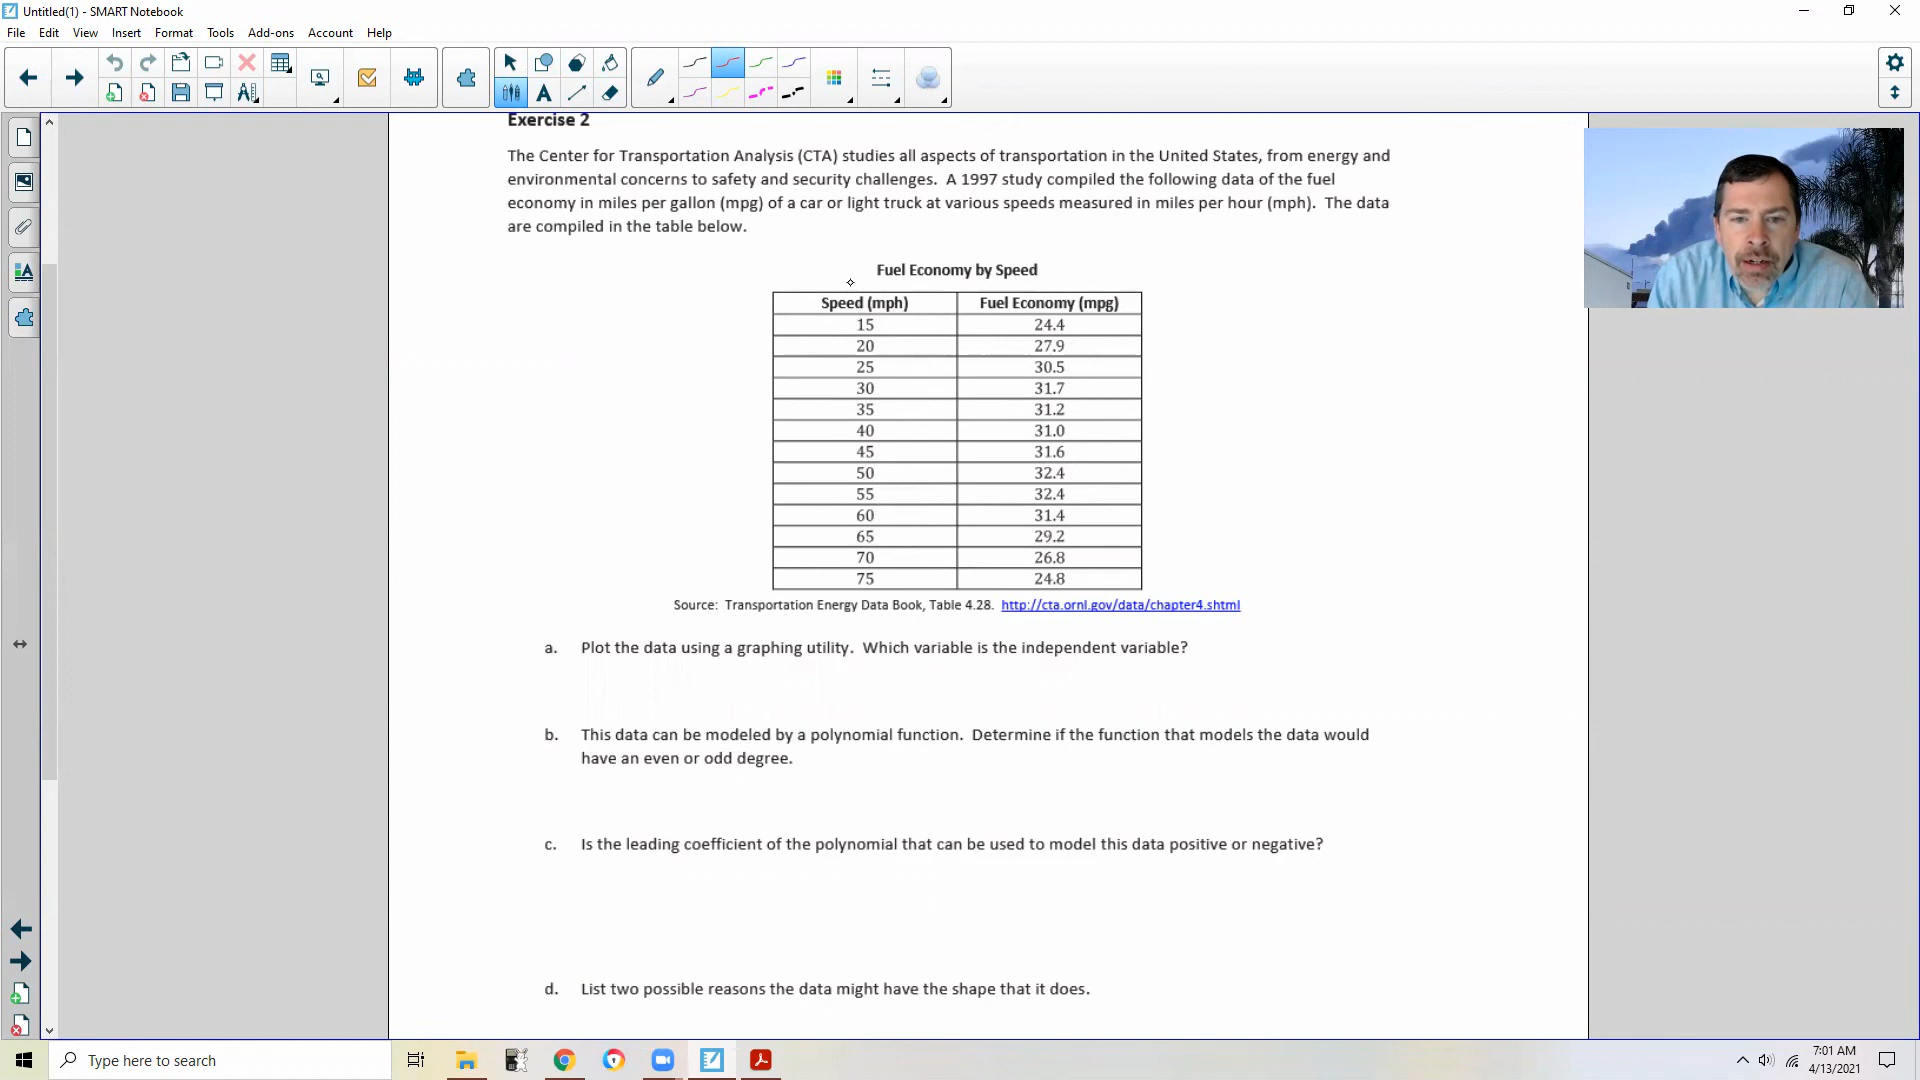 Untitled(1) - SMART Notebook
File Edit View Insert Format Tools Add-ons Account Help
Exercise 2
The Center for Transportation Analysis (CTA) studies all aspects of transportation in the United States, from energy and
environmental concerns to safety and security challenges. A 1997 study compiled the following data of the fuel
economy in miles per gallon (mpg) of a car or light truck at various speeds measured in miles per hour (mph). The data
are compiled in the table below.
Fuel Economy by Speed
Speed (mph) Fuel Economy (mpg)
15 24.4
20 27.9
25 30.5
30 31.7
35 31.2
40 31.0
45 31.6
50 32.4
55 32.4
60 31.4
65 29.2
70 26.8
75 24.8
Source: Transportation Energy Data Book, Table 4.28. http://cta.ornl.gov/data/chapter4.shtml
a. Plot the data using a graphing utility. Which variable is the independent variable?
b. This data can be modeled by a polynomial function. Determine if the function that models the data would
have an even or odd degree.
c. Is the leading coefficient of the polynomial that can be used to model this data positive or negative?
d. List two possible reasons the data might have the shape that it does.
Type here to search
7:01 AM
4/13/2021